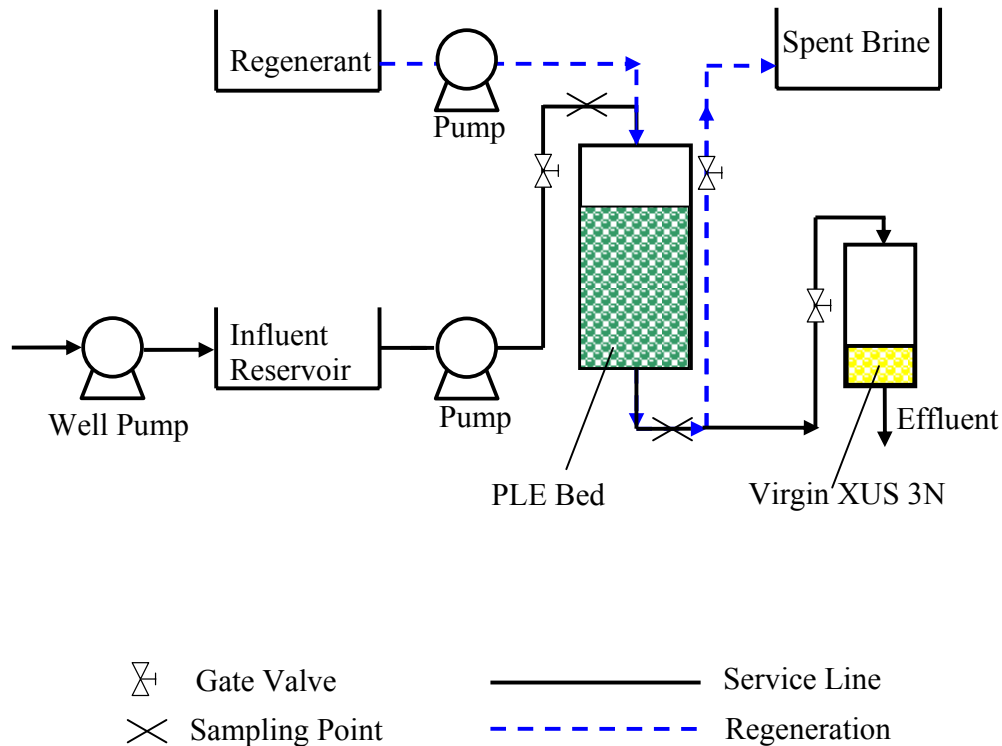 Regenerant
Pump
Spent Brine
Influent
Reservoir
Well Pump
Pump
PLE Bed
Effluent
Virgin XUS 3N
Gate Valve
Service Line
Sampling Point
Regeneration